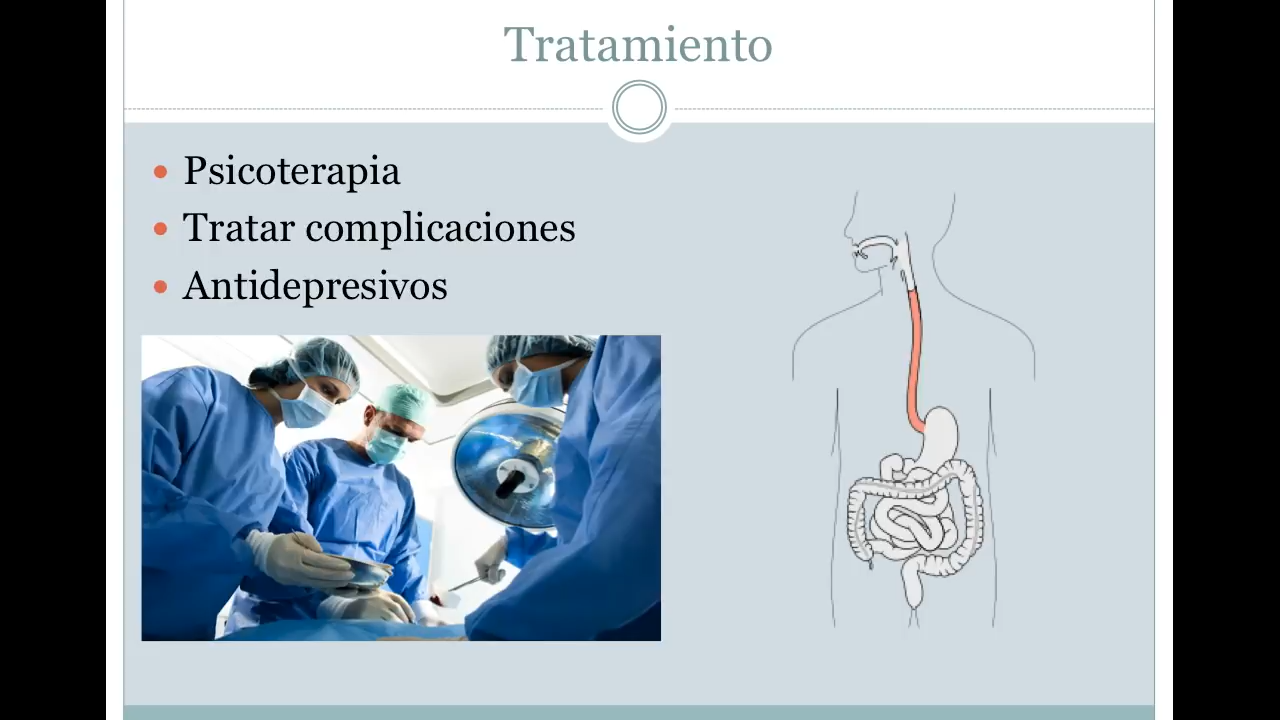 Tratamiento
Psicoterapia
Tratar complicaciones
Antidepresivos